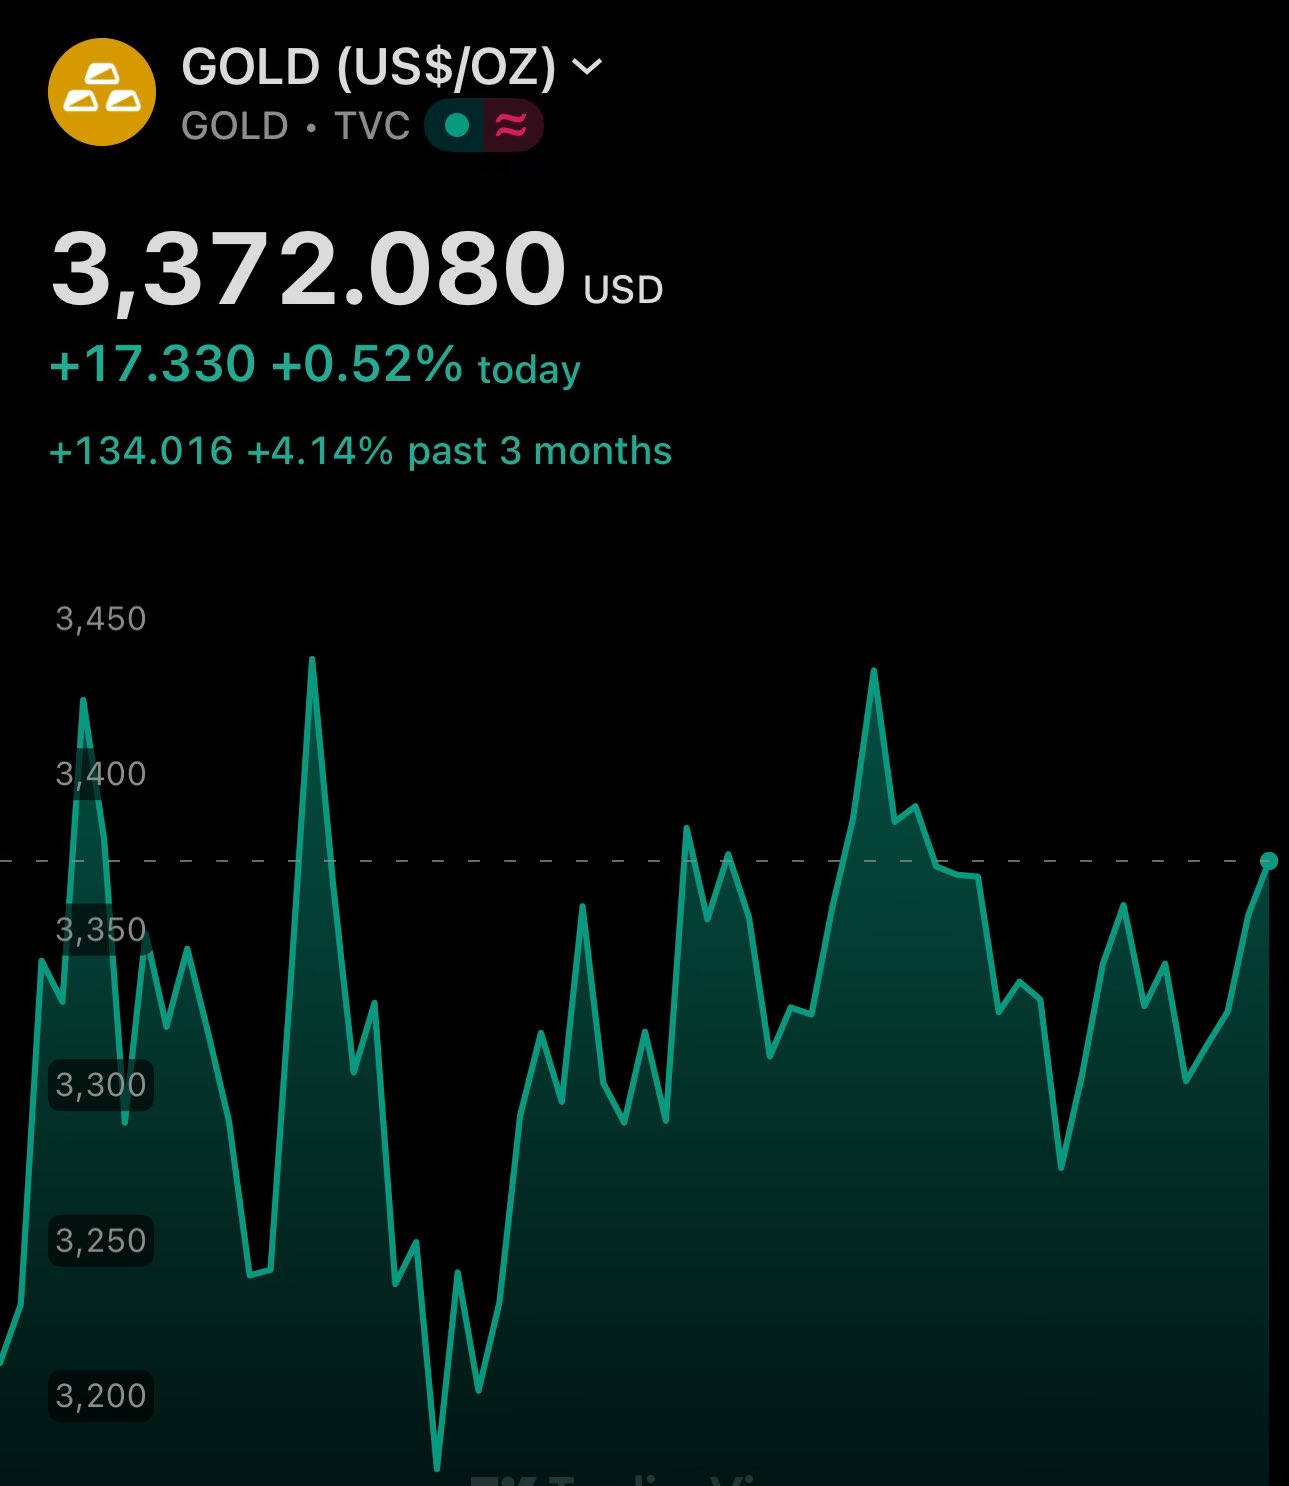 GOLD (US$/OZ)
GOLD • TVC
3,372.080 USD
+17.330 +0.52% today
+134.016 +4.14% past 3 months
3,450
3,400
3,350
3,300
3,250
3,200